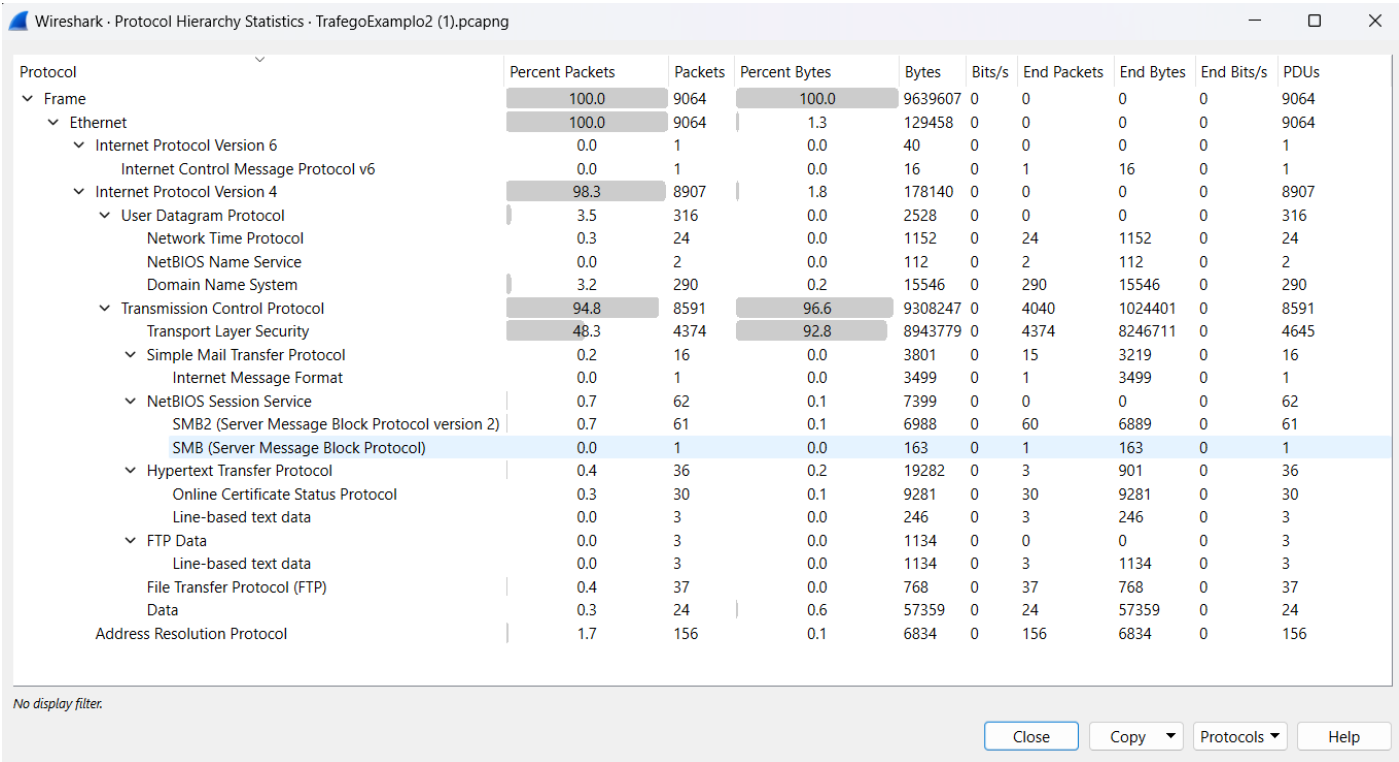 Wireshark · Protocol Hierarchy Statistics · TrafegoExamplo2 (1).pcapng
Protocol Percent Packets Packets Percent Bytes Bytes Bits/s End Packets End Bytes End Bits/s PDUs
Frame 100.0 9064 100.0 9639607 0 0 0 0 9064
Ethernet 100.0 9064 1.3 129458 0 0 0 0 9064
Internet Protocol Version 6 0.0 1 0.0 40 0 0 0 0 1
Internet Control Message Protocol v6 0.0 1 0.0 16 0 1 16 0 1
Internet Protocol Version 4 98.3 8907 1.8 178140 0 0 0 0 8907
User Datagram Protocol 3.5 316 0.0 2528 0 0 0 0 316
Network Time Protocol 0.3 24 0.0 1152 0 24 1152 0 24
NetBIOS Name Service 0.0 2 0.0 112 0 2 112 0 2
Domain Name System 3.2 290 0.2 15546 0 290 15546 0 290
Transmission Control Protocol 94.8 8591 96.6 9308247 0 4040 1024401 0 8591
Transport Layer Security 48.3 4374 92.8 8943779 0 4374 8246711 0 4645
Simple Mail Transfer Protocol 0.2 16 0.0 3801 0 15 3219 0 16
Internet Message Format 0.0 1 0.0 3499 0 1 3499 0 1
NetBIOS Session Service 0.7 62 0.1 7399 0 0 0 0 62
SMB2 (Server Message Block Protocol version 2) 0.7 61 0.1 6988 0 60 6889 0 61
SMB (Server Message Block Protocol) 0.0 1 0.0 163 0 1 163 0 1
Hypertext Transfer Protocol 0.4 36 0.2 19282 0 3 901 0 36
Online Certificate Status Protocol 0.3 30 0.1 9281 0 30 9281 0 30
Line-based text data 0.0 3 0.0 246 0 3 246 0 3
FTP Data 0.0 3 0.0 1134 0 0 0 0 3
Line-based text data 0.0 3 0.0 1134 0 3 1134 0 3
File Transfer Protocol (FTP) 0.4 37 0.0 768 0 37 768 0 37
Data 0.3 24 0.6 57359 0 24 57359 0 24
Address Resolution Protocol 1.7 156 0.1 6834 0 156 6834 0 156
No display filter.
Close Copy Protocols Help